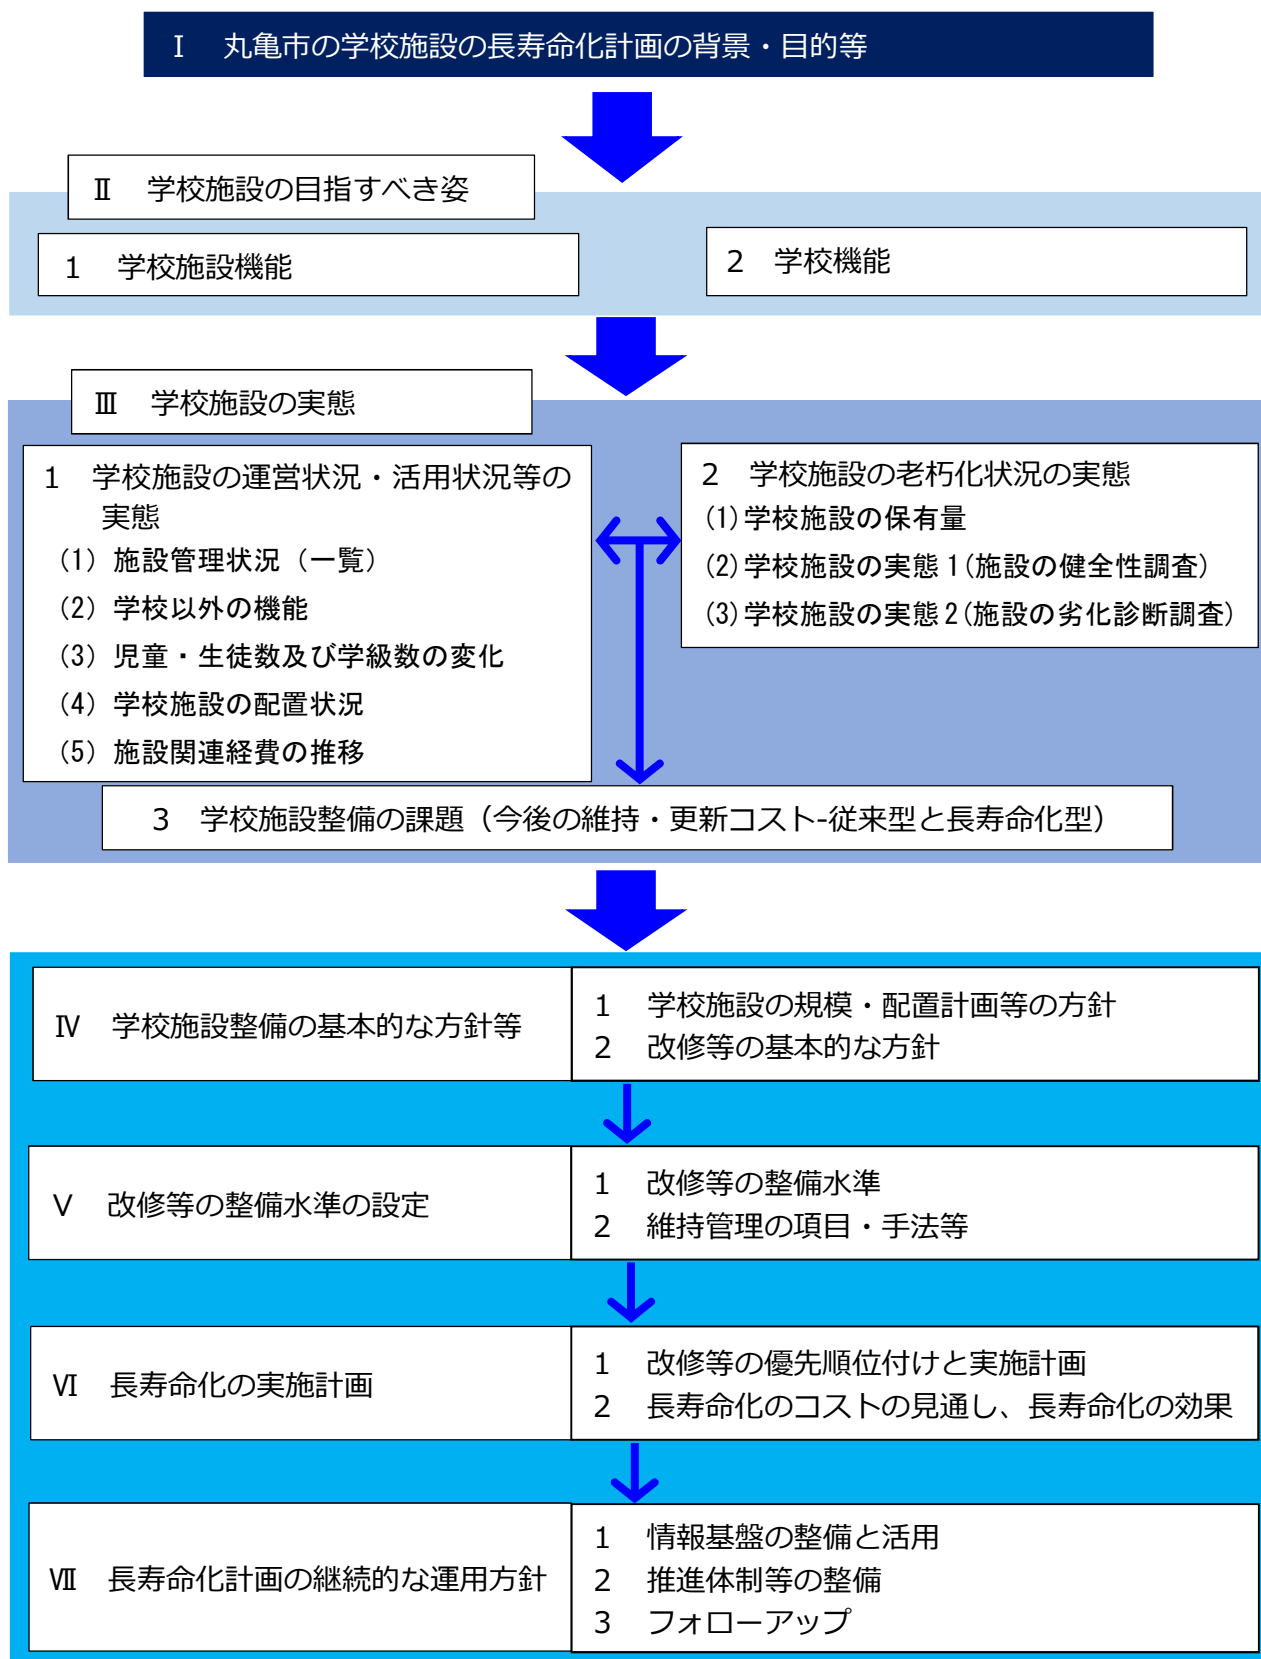 Ⅰ　丸亀市の学校施設の長寿命化計画の背景・目的等
Ⅱ　学校施設の目指すべき姿
1　学校施設機能
2　学校機能
Ⅲ　学校施設の実態
1　学校施設の運営状況・活用状況等の
実態
(1) 施設管理状況（一覧）
(2) 学校以外の機能
(3) 児童・生徒数及び学級数の変化
(4) 学校施設の配置状況
(5) 施設関連経費の推移
2　学校施設の老朽化状況の実態
(1)学校施設の保有量
(2)学校施設の実態1(施設の健全性調査)
(3)学校施設の実態2(施設の劣化診断調査)
3　学校施設整備の課題（今後の維持・更新コスト-従来型と長寿命化型）
Ⅳ　学校施設整備の基本的な方針等
1　学校施設の規模・配置計画等の方針
2　改修等の基本的な方針
Ⅴ　改修等の整備水準の設定
1　改修等の整備水準
2　維持管理の項目・手法等
Ⅵ　長寿命化の実施計画
1　改修等の優先順位付けと実施計画
2　長寿命化のコストの見通し、長寿命化の効果
Ⅶ　長寿命化計画の継続的な運用方針
1　情報基盤の整備と活用
2　推進体制等の整備
3　フォローアップ